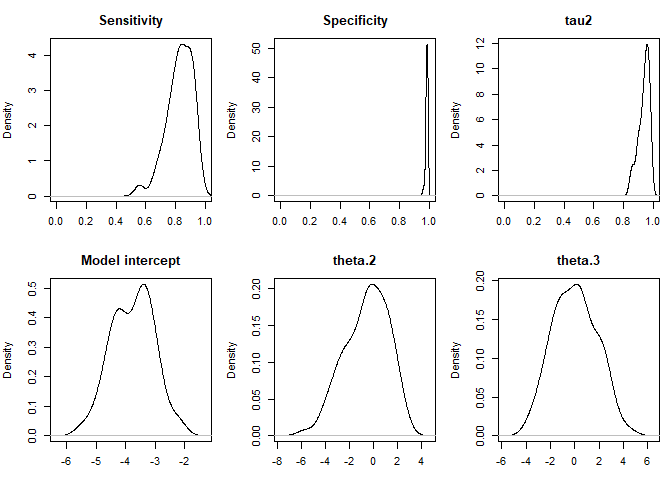 Sensitivity
Density
0 1 2 3 4
0.0 0.2 0.4 0.6 0.8 1.0
Specificity
Density
0 10 20 30 40 50
0.0 0.2 0.4 0.6 0.8 1.0
tau2
Density
0 2 4 6 8 10 12
0.0 0.2 0.4 0.6 0.8 1.0
Model intercept
Density
0.0 0.1 0.2 0.3 0.4 0.5
-6 -5 -4 -3 -2
theta.2
Density
0.00 0.05 0.10 0.15 0.20
-8 -6 -4 -2 0 2 4
theta.3
Density
0.00 0.05 0.10 0.15 0.20
-6 -4 -2 0 2 4 6